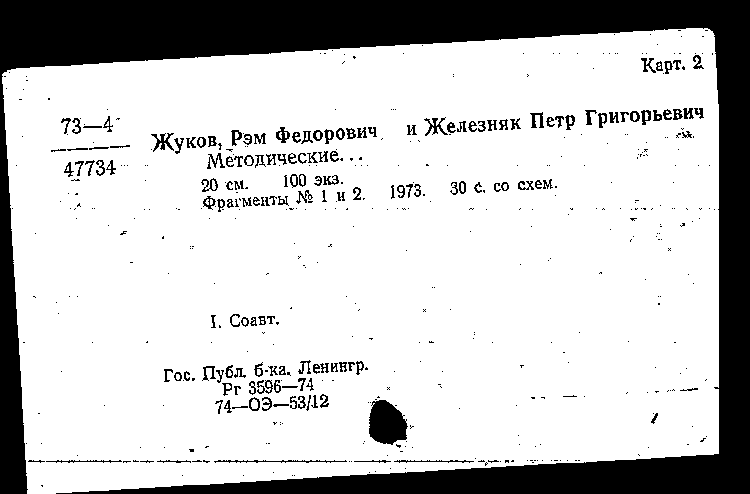 Карт. 2
73—4
47734
Жуков, Рэм Федорович и Железняк Петр Григорьевич
Методические...
20 см. 100 экз.
Фрагменты № 1 и 2. 1973. 30 с. со схем.
I. Соавт.
Гос. Публ. б-ка. Ленингр.
Рг 3596—74
74—ОЭ—53/12